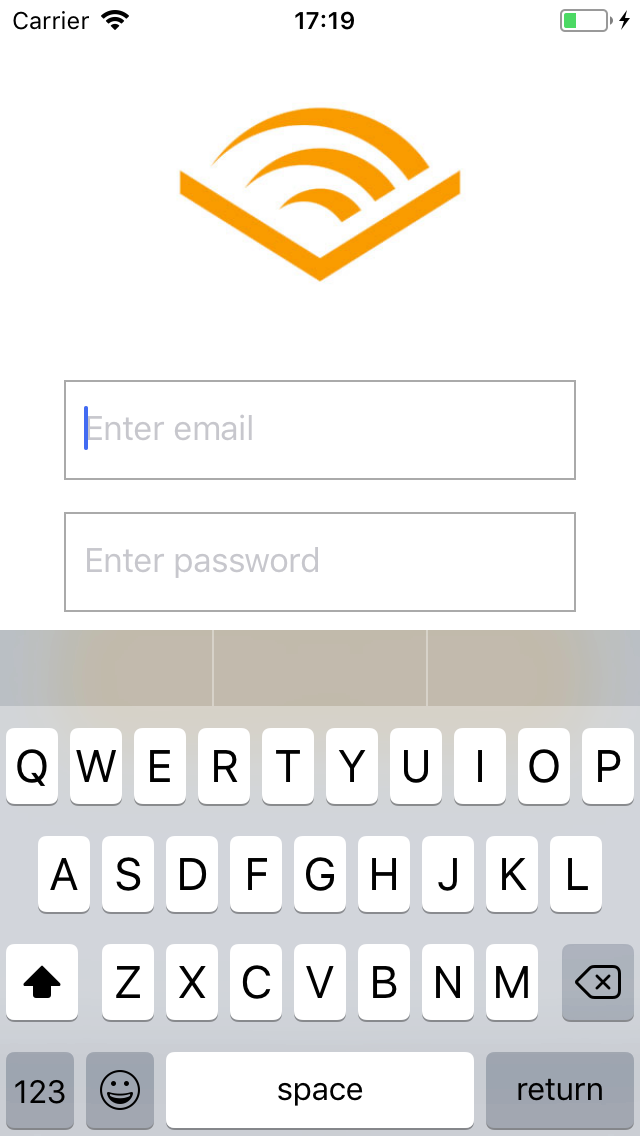 Carrier 17:19
Enter email
Enter password
Q W E R T Y U I O P
A S D F G H J K L
Z X C V B N M
123 space return